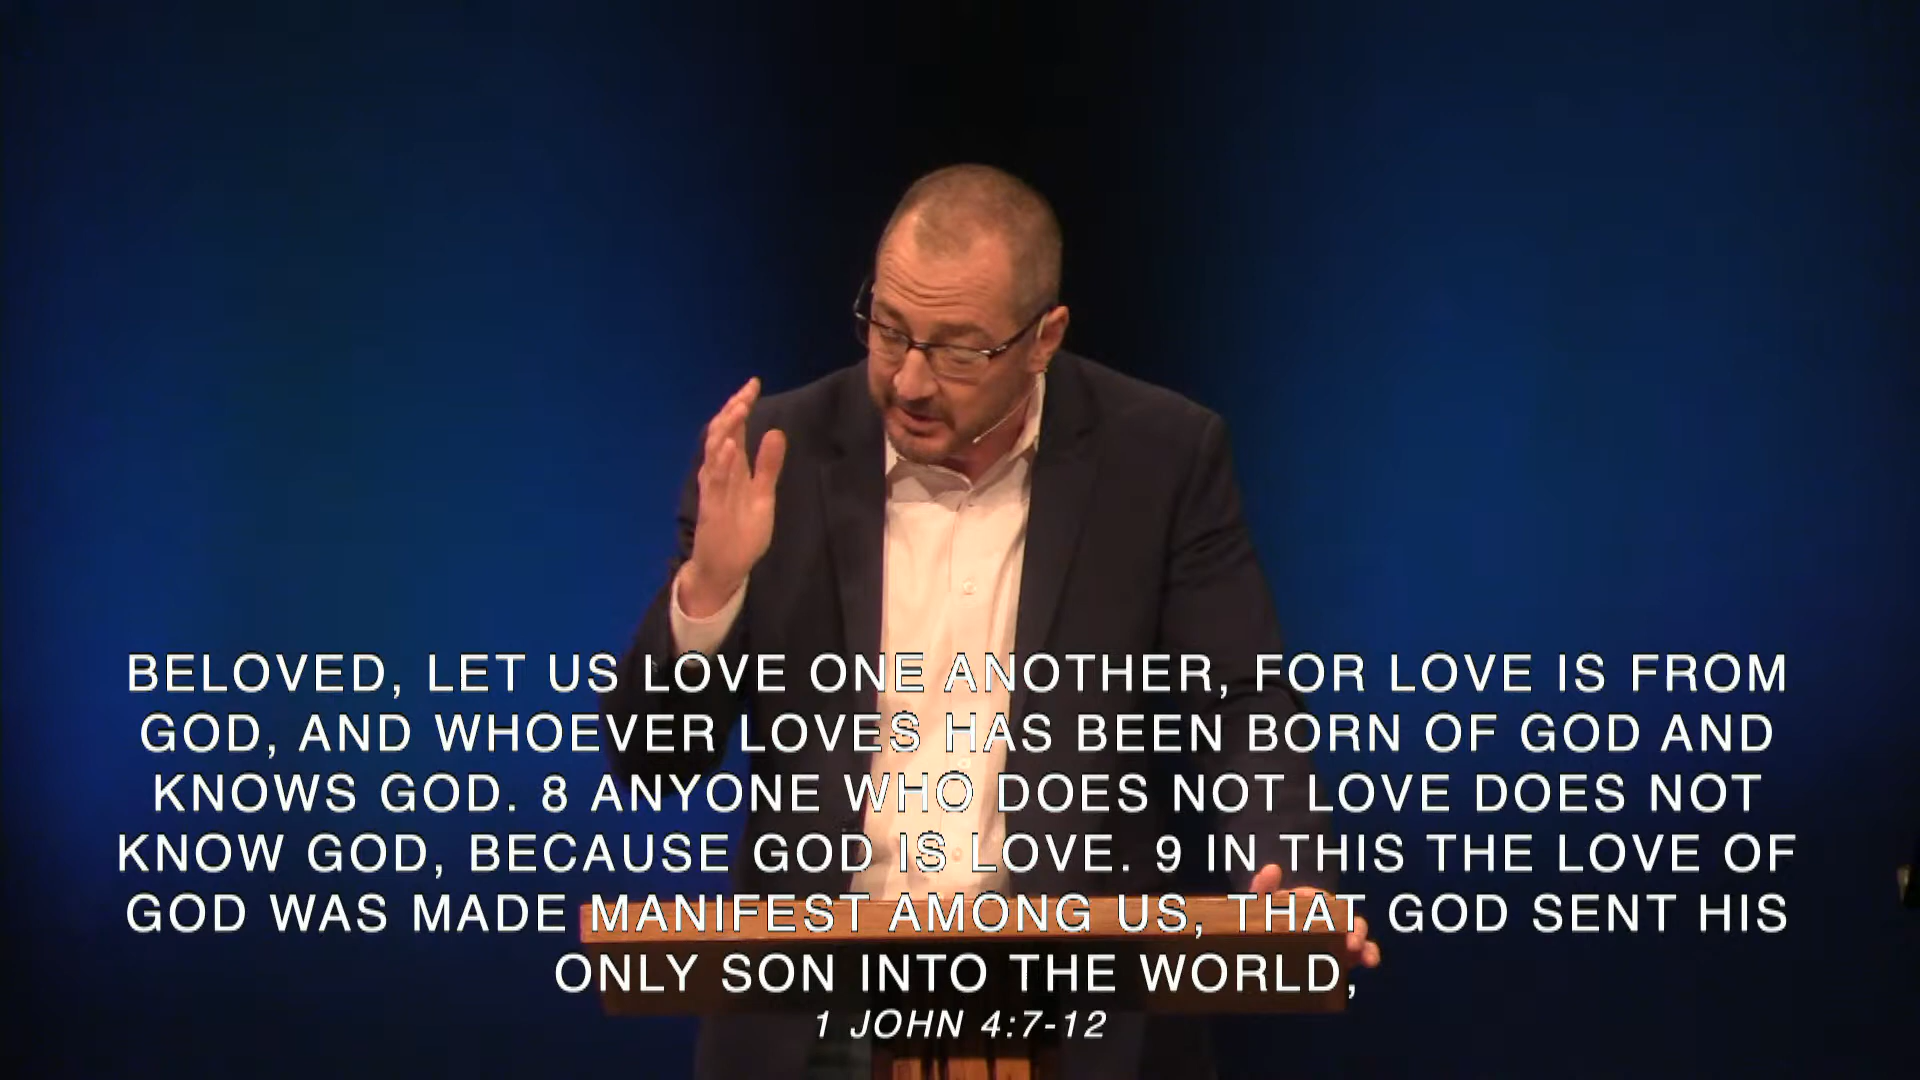 BELOVED, LET US LOVE ONE ANOTHER, FOR LOVE IS FROM
GOD, AND WHOEVER LOVES HAS BEEN BORN OF GOD AND
KNOWS GOD. 8 ANYONE WHO DOES NOT LOVE DOES NOT
KNOW GOD, BECAUSE GOD IS LOVE. 9 IN THIS THE LOVE OF
GOD WAS MADE MANIFEST AMONG US, THAT GOD SENT HIS
ONLY SON INTO THE WORLD,
1 JOHN 4:7-12